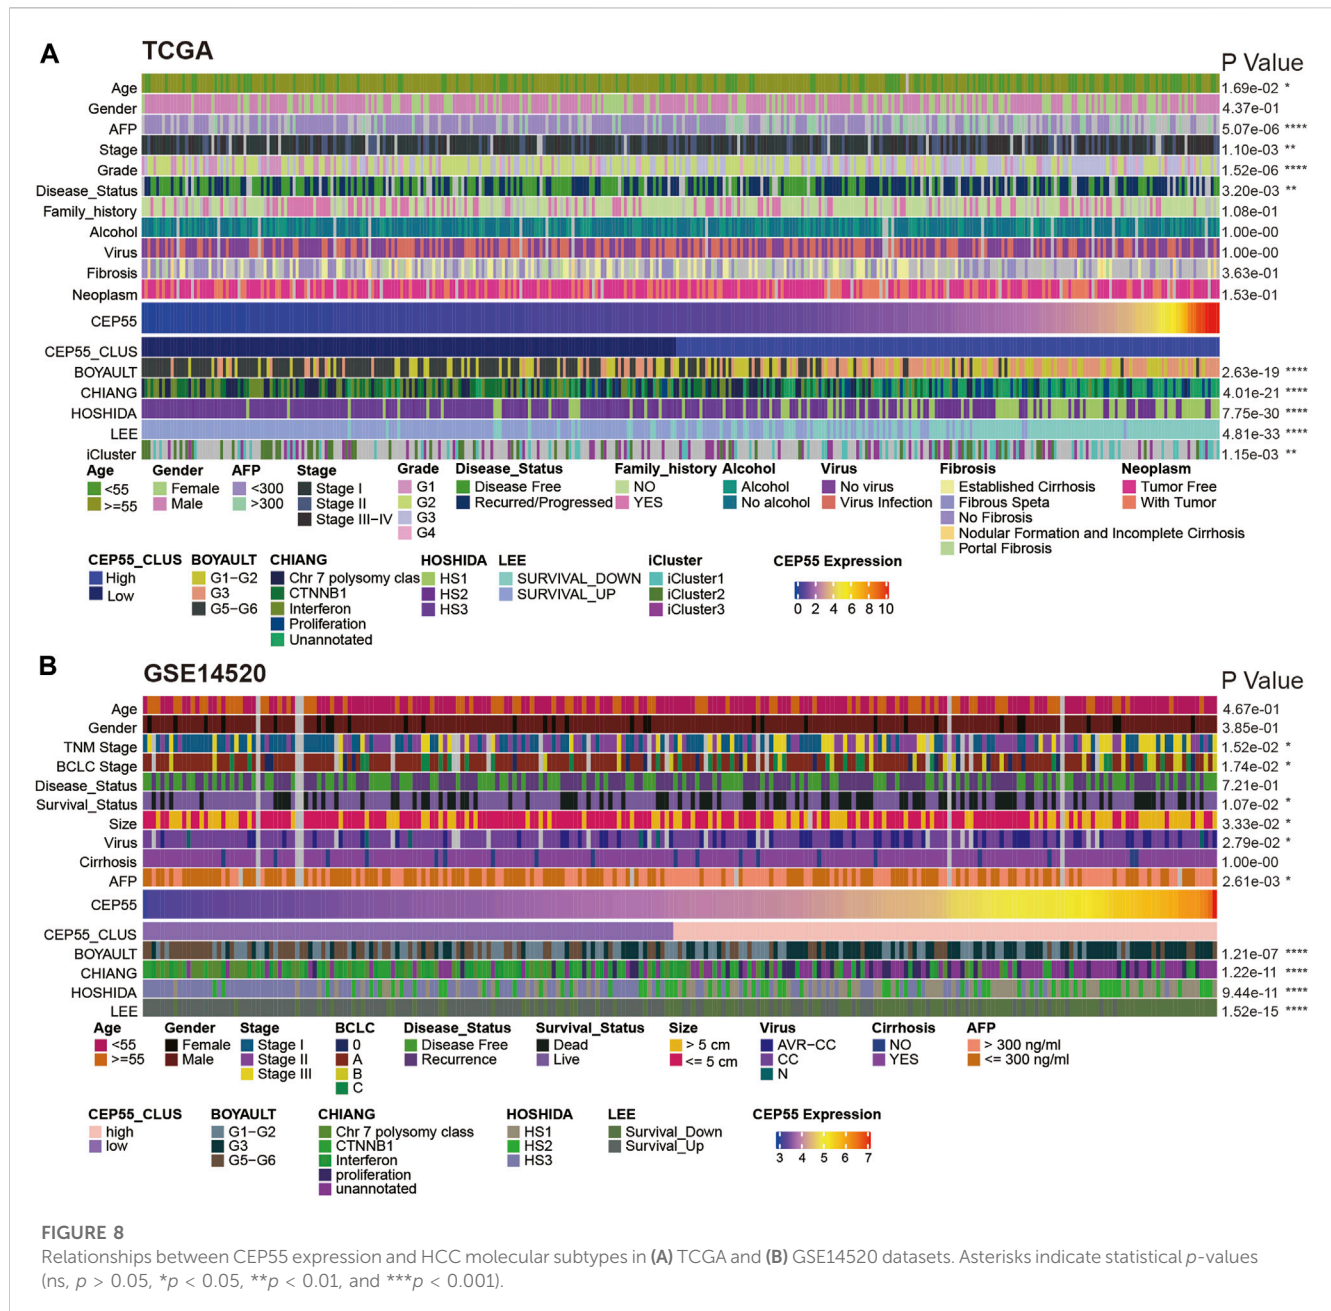 A TCGA
P Value
Age 1.69e-02 *
Gender 4.37e-01
AFP 5.07e-06 ****
Stage 1.10e-03 **
Grade 1.52e-06 ****
Disease_Status 3.20e-03 **
Family_history 1.08e-01
Alcohol 1.00e-00
Virus 1.00e-00
Fibrosis 3.63e-01
Neoplasm 1.53e-01
CEP55
CEP55_CLUS
BOYAULT 2.63e-19 ****
CHIANG 4.01e-21 ****
HOSHIDA 7.75e-30 ****
LEE 4.81e-33 ****
iCluster 1.15e-03 **
Age Gender AFP Stage Grade Disease_Status Family_history Alcohol Virus Fibrosis Neoplasm
<55 Female <300 Stage I G1 Disease Free NO Alcohol No virus Established Cirrhosis Tumor Free
>=55 Male >300 Stage II G2 Recurred/Progressed YES No alcohol Virus Infection Fibrous Speta With Tumor
Stage III-IV G3 No Fibrosis
G4 Nodular Formation and Incomplete Cirrhosis
Portal Fibrosis
CEP55_CLUS BOYAULT CHIANG HOSHIDA LEE iCluster CEP55 Expression
High G1-G2 Chr 7 polysomy clas HS1 SURVIVAL_DOWN iCluster1
Low G3 CTNNB1 HS2 SURVIVAL_UP iCluster2
G5-G6 Interferon HS3 iCluster3 0 2 4 6 8 10
Proliferation
Unannotated
B GSE14520
P Value
Age 4.67e-01
Gender 3.85e-01
TNM Stage 1.52e-02 *
BCLC Stage 1.74e-02 *
Disease_Status 7.21e-01
Survival_Status 1.07e-02 *
Size 3.33e-02 *
Virus 2.79e-02 *
Cirrhosis 1.00e-00
AFP 2.61e-03 *
CEP55
CEP55_CLUS
BOYAULT 1.21e-07 ****
CHIANG 1.22e-11 ****
HOSHIDA 9.44e-11 ****
LEE 1.52e-15 ****
Age Gender Stage BCLC Disease_Status Survival_Status Size Virus Cirrhosis AFP
<55 Female Stage I 0 Disease Free Dead > 5 cm AVR-CC NO > 300 ng/ml
>=55 Male Stage II A Recurrence Live <= 5 cm CC YES <= 300 ng/ml
Stage III B N
C
CEP55_CLUS BOYAULT CHIANG HOSHIDA LEE CEP55 Expression
high G1-G2 Chr 7 polysomy class HS1 Survival_Down
low G3 CTNNB1 HS2 Survival_Up
G5-G6 Interferon HS3 3 4 5 6 7
proliferation
unannotated
FIGURE 8
Relationships between CEP55 expression and HCC molecular subtypes in (A) TCGA and (B) GSE14520 datasets. Asterisks indicate statistical p-values
(ns, p > 0.05, *p < 0.05, **p < 0.01, and ***p < 0.001).